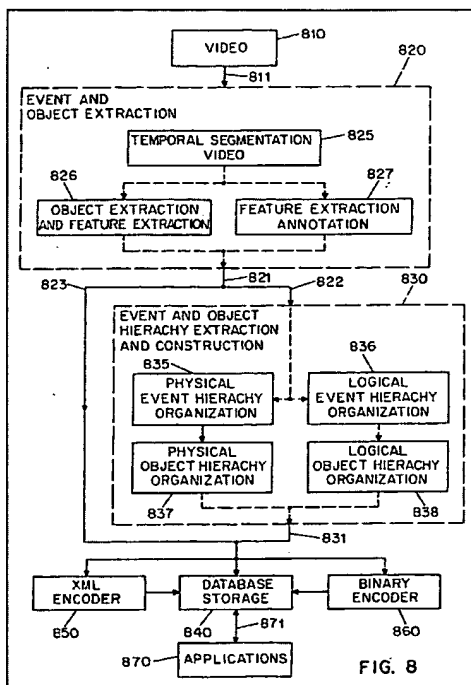 VIDEO
810
811
820
EVENT AND
OBJECT EXTRACTION
TEMPORAL SEGMENTATION
VIDEO
825
826
827
OBJECT EXTRACTION
AND FEATURE EXTRACTION
FEATURE EXTRACTION
ANNOTATION
823
821
822
830
EVENT AND OBJECT
HIERACHY EXTRACTION
AND CONSTRUCTION
835
836
PHYSICAL
EVENT HIERACHY
ORGANIZATION
LOGICAL
EVENT HIERACHY
ORGANIZATION
PHYSICAL
OBJECT HIERACHY
ORGANIZATION
LOGICAL
OBJECT HIERACHY
ORGANIZATION
837
838
831
XML
ENCODER
DATABASE
STORAGE
BINARY
ENCODER
850
840
871
860
870
APPLICATIONS
FIG. 8